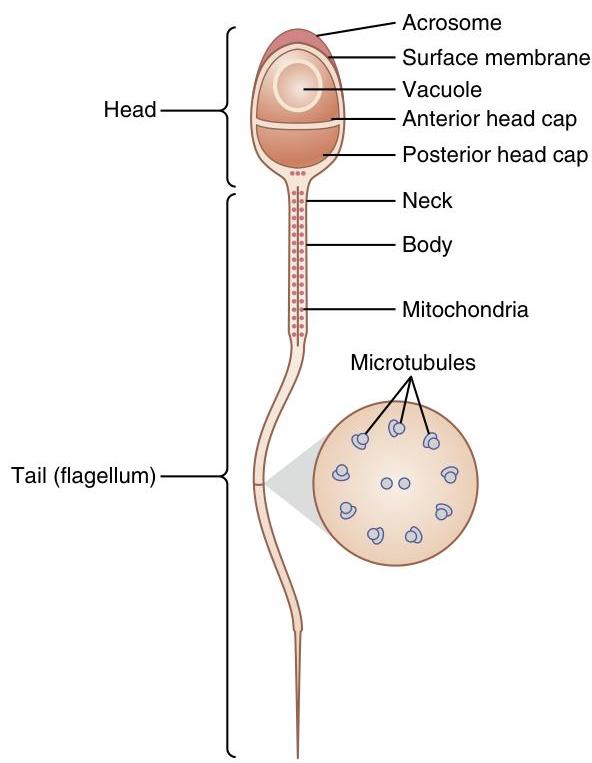 Acrosome
Surface membrane
Vacuole
Head
Anterior head cap
Posterior head cap
Neck
Body
Mitochondria
Microtubules
Tail (flagellum)